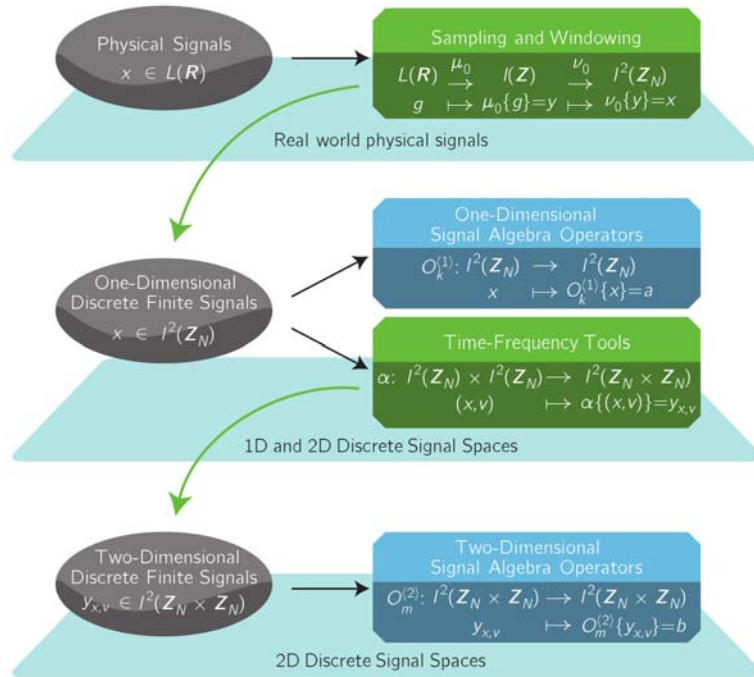 Physical Signals
x ∈ L(R)
Sampling and Windowing
L(R) →^{μ₀} l(Z) →^{ν₀} l²(Z_N)
g ↦ μ₀{g}=y ↦ ν₀{y}=x
Real world physical signals
One-Dimensional
Discrete Finite Signals
x ∈ l²(Z_N)
One-Dimensional
Signal Algebra Operators
O_k^{(1)}: l²(Z_N) → l²(Z_N)
x ↦ O_k^{(1)}{x}=a
Time-Frequency Tools
α: l²(Z_N) × l²(Z_N) → l²(Z_N × Z_N)
(x,v) ↦ α{(x,v)}=y_{x,v}
1D and 2D Discrete Signal Spaces
Two-Dimensional
Discrete Finite Signals
y_{x,v} ∈ l²(Z_N × Z_N)
Two-Dimensional
Signal Algebra Operators
O_m^{(2)}: l²(Z_N × Z_N) → l²(Z_N × Z_N)
y_{x,v} ↦ O_m^{(2)}{y_{x,v}}=b
2D Discrete Signal Spaces